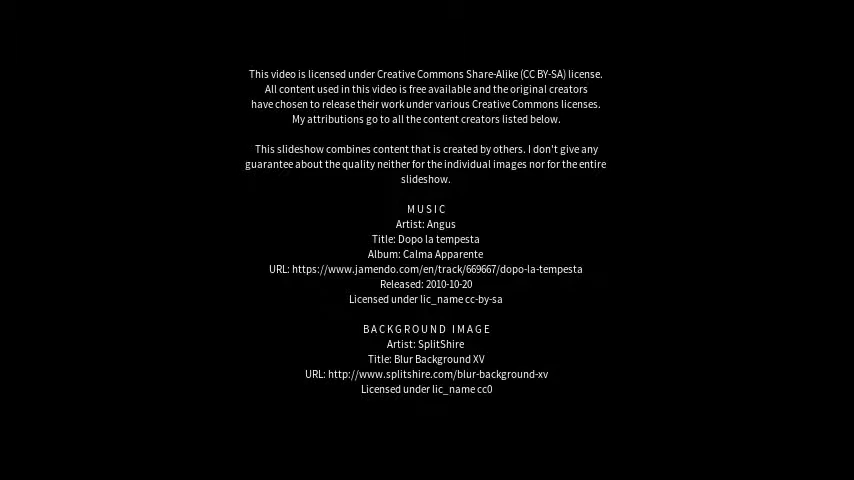 This video is licensed under Creative Commons Share-Alike (CC BY-SA) license.
All content used in this video is free available and the original creators
have chosen to release their work under various Creative Commons licenses.
My attributions go to all the content creators listed below.
This slideshow combines content that is created by others. I don't give any
guarantee about the quality neither for the individual images nor for the entire
slideshow.
MUSIC
Artist: Angus
Title: Dopo la tempesta
Album: Calma Apparente
URL: https://www.jamendo.com/en/track/669667/dopo-la-tempesta
Released: 2010-10-20
Licensed under lic_name cc-by-sa
BACKGROUND IMAGE
Artist: SplitShire
Title: Blur Background XV
URL: http://www.splitshire.com/blur-background-xv
Licensed under lic_name cc0